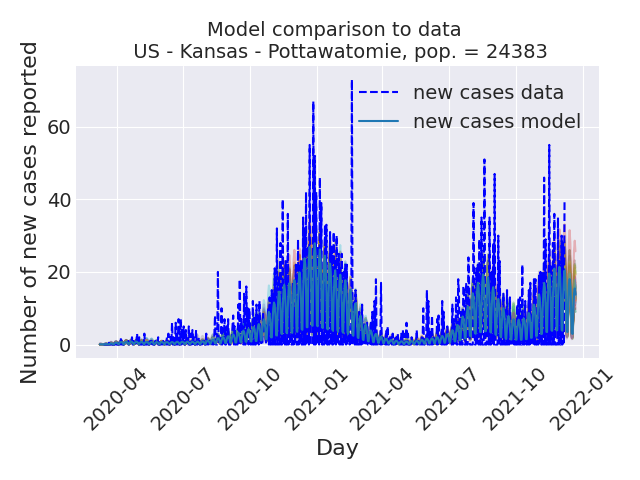 Model comparison to data
US - Kansas - Pottawatomie, pop. = 24383
Number of new cases reported
60
40
20
0
new cases data
new cases model
2020-04
2020-07
2020-10
2021-01
2021-04
2021-07
2021-10
2022-01
Day